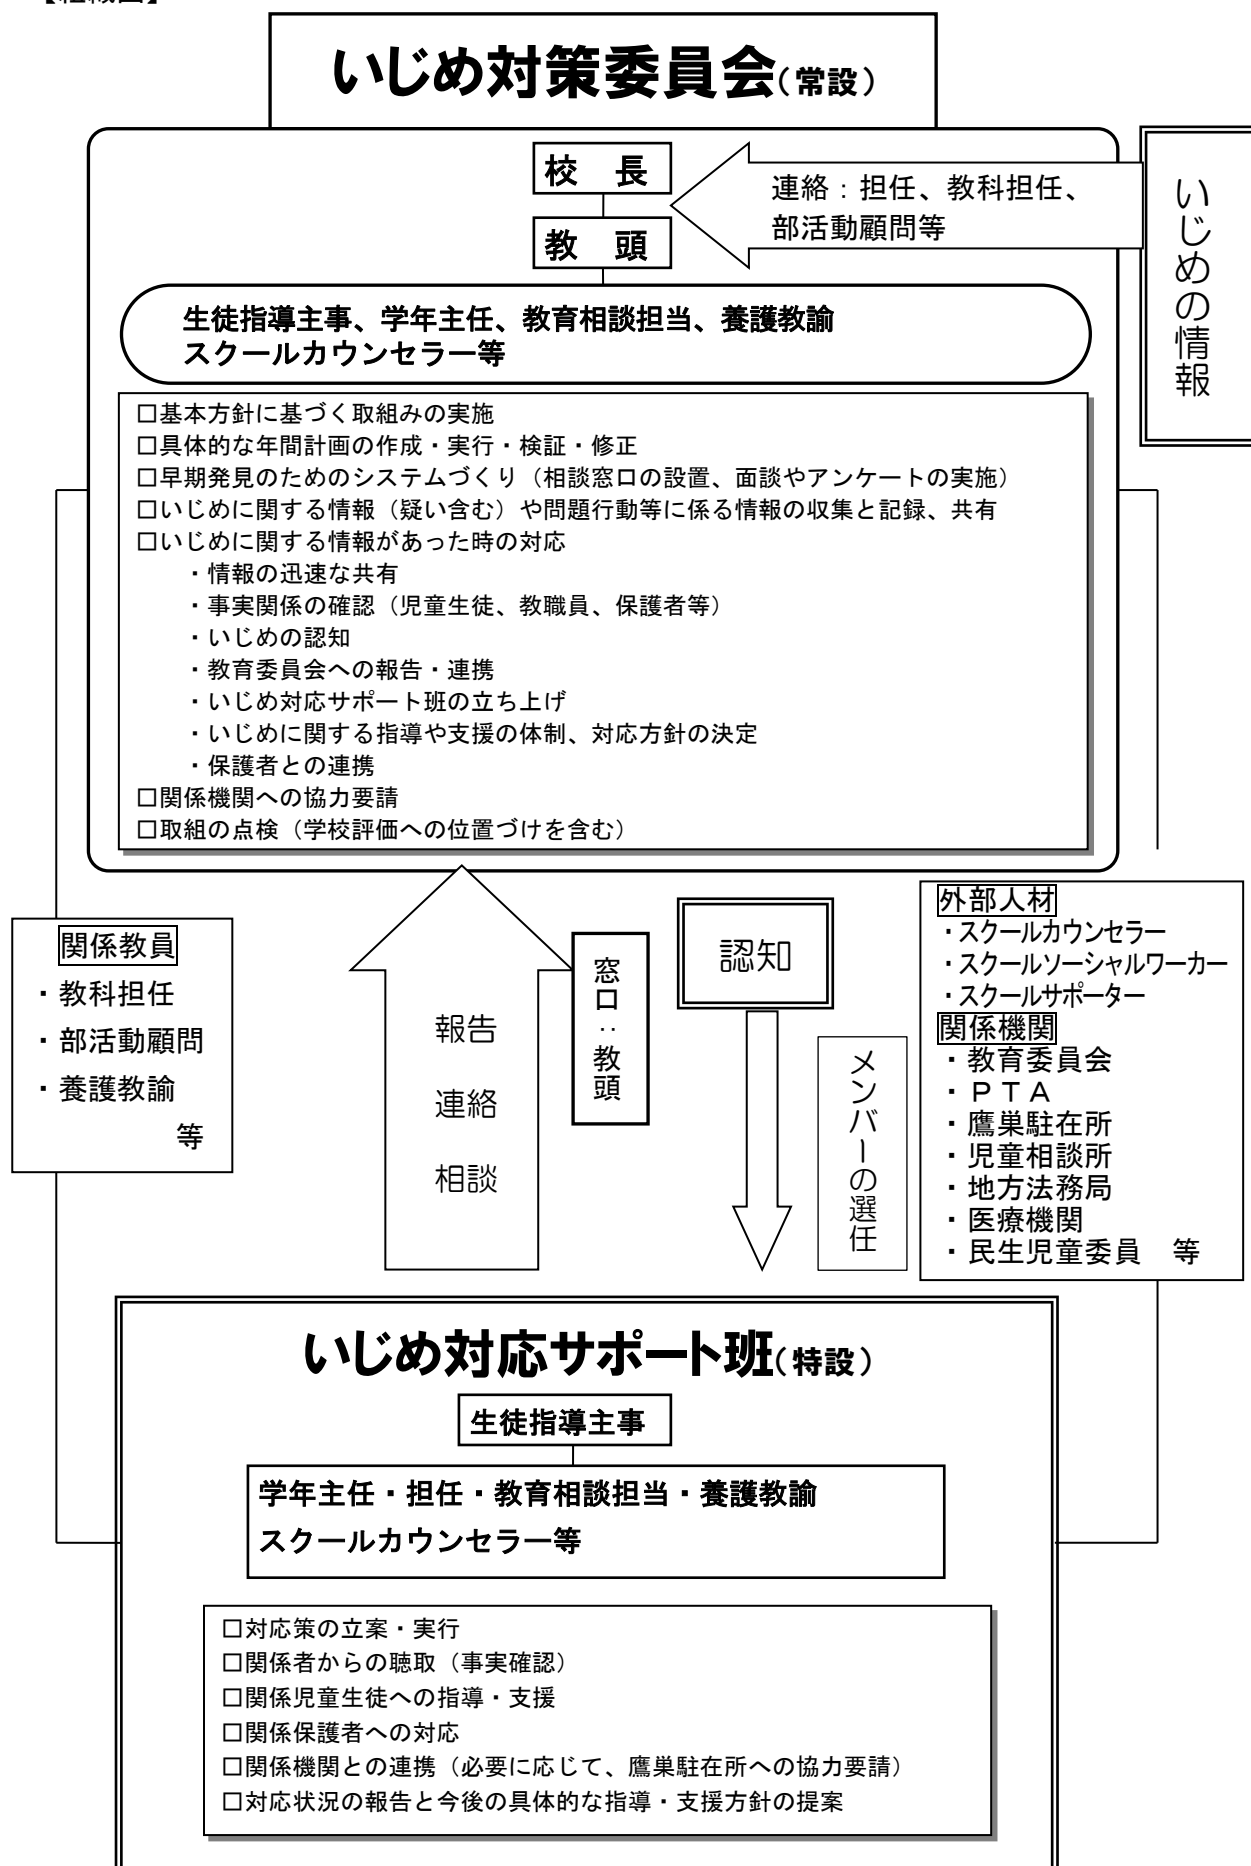 いじめ対策委員会（常設）
校　長
教　頭
連絡：担任、教科担任、
部活動顧問等
いじめの情報
生徒指導主事、学年主任、教育相談担当、養護教諭
スクールカウンセラー等
□基本方針に基づく取組みの実施
□具体的な年間計画の作成・実行・検証・修正
□早期発見のためのシステムづくり（相談窓口の設置、面談やアンケートの実施）
□いじめに関する情報（疑い含む）や問題行動等に係る情報の収集と記録、共有
□いじめに関する情報があった時の対応
・情報の迅速な共有
・事実関係の確認（児童生徒、教職員、保護者等）
・いじめの認知
・教育委員会への報告・連携
・いじめ対応サポート班の立ち上げ
・いじめに関する指導や支援の体制、対応方針の決定
・保護者との連携
□関係機関への協力要請
□取組の点検（学校評価への位置づけを含む）
関係教員
・教科担任
・部活動顧問
・養護教諭
等
報告
連絡
相談
窓口：教頭
認知
メンバーの選任
外部人材
・スクールカウンセラー
・スクールソーシャルワーカー
・スクールサポーター
関係機関
・教育委員会
・ＰＴＡ
・鷹巣駐在所
・児童相談所
・地方法務局
・医療機関
・民生児童委員　等
いじめ対応サポート班（特設）
生徒指導主事
学年主任・担任・教育相談担当・養護教諭
スクールカウンセラー等
□対応策の立案・実行
□関係者からの聴取（事実確認）
□関係児童生徒への指導・支援
□関係保護者への対応
□関係機関との連携（必要に応じて、鷹巣駐在所への協力要請）
□対応状況の報告と今後の具体的な指導・支援方針の提案